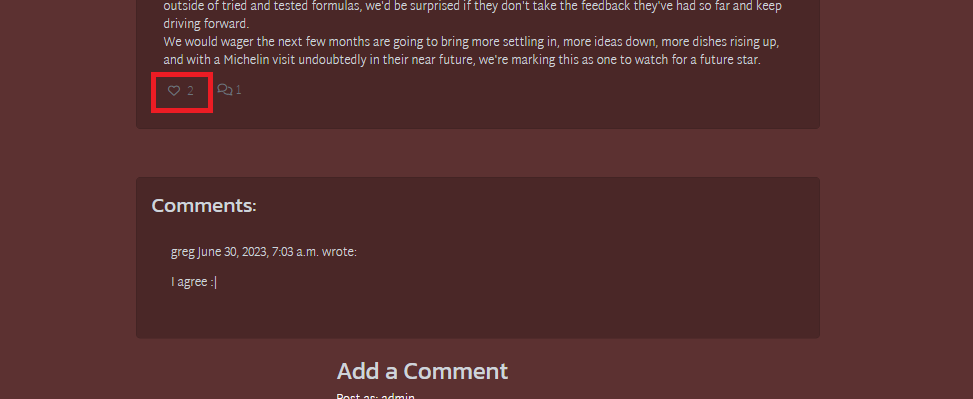 outside of tried and tested formulas, we'd be surprised if they don't take the feedback they've had so far and keep
driving forward.
We would wager the next few months are going to bring more settling in, more ideas down, more dishes rising up,
and with a Michelin visit undoubtedly in their near future, we're marking this as one to watch for a future star.
2 1
Comments:
greg June 30, 2023, 7:03 a.m. wrote:
I agree :|
Add a Comment
Post as: admin